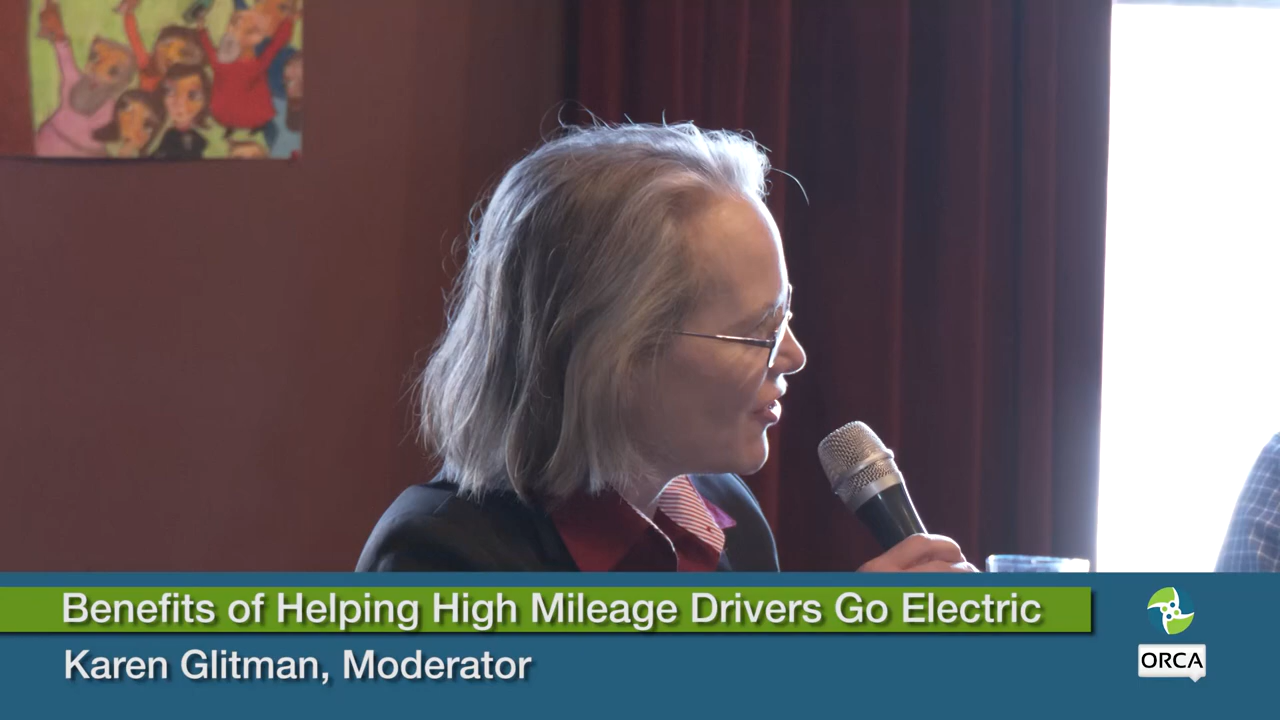 Benefits of Helping High Mileage Drivers Go Electric
Karen Glitman, Moderator
ORCA